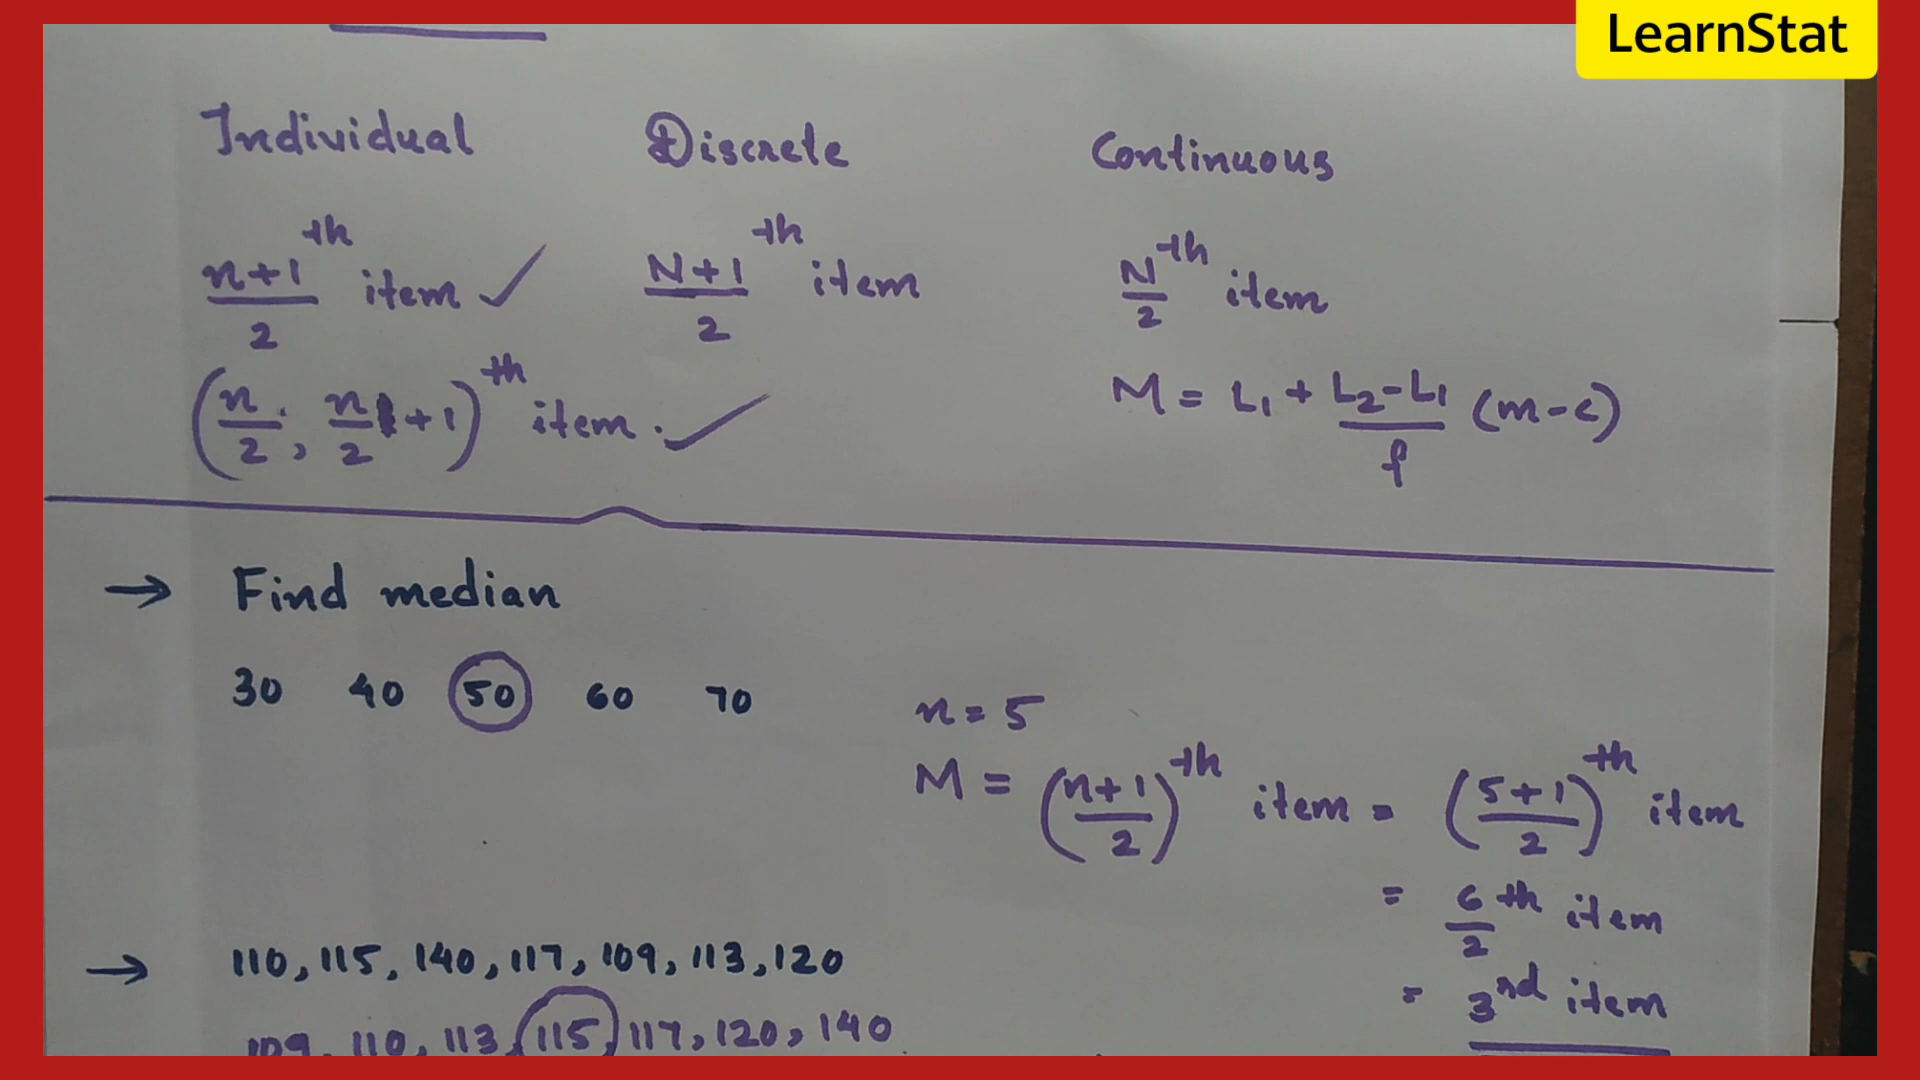 LearnStat
Individual Discrete Continuous
n+1/2 th item ✓ N+1/2 th item N/2 th item
(n/2, n/2+1)th item. ✓ M = L₁ + L₂-L₁/f (m-c)
→ Find median
30 40 50 60 70
n = 5
M = (n+1/2)th item = (5+1/2)th item
= 6/2 th item
= 3rd item
→ 110, 115, 140, 117, 109, 113, 120
109, 110, 113, 115, 117, 120, 140